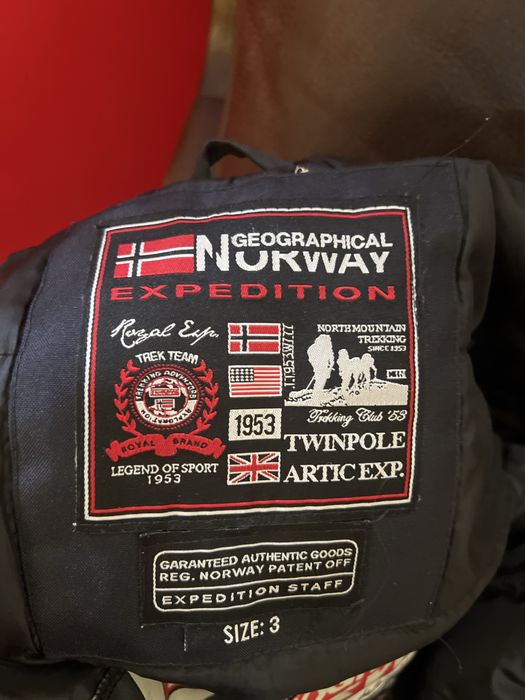 GEOGRAPHICAL
NORWAY
EXPEDITION
Royal Exp.
TREK TEAM
ROYAL BRAND
LEGEND OF SPORT
1953
1953
NORTH MOUNTAIN
TREKKING
SINCE 1953
Trekking Club '53
TWINPOLE
ARTIC EXP.
GARANTEED AUTHENTIC GOODS
REG. NORWAY PATENT OFF
EXPEDITION STAFF
SIZE: 3